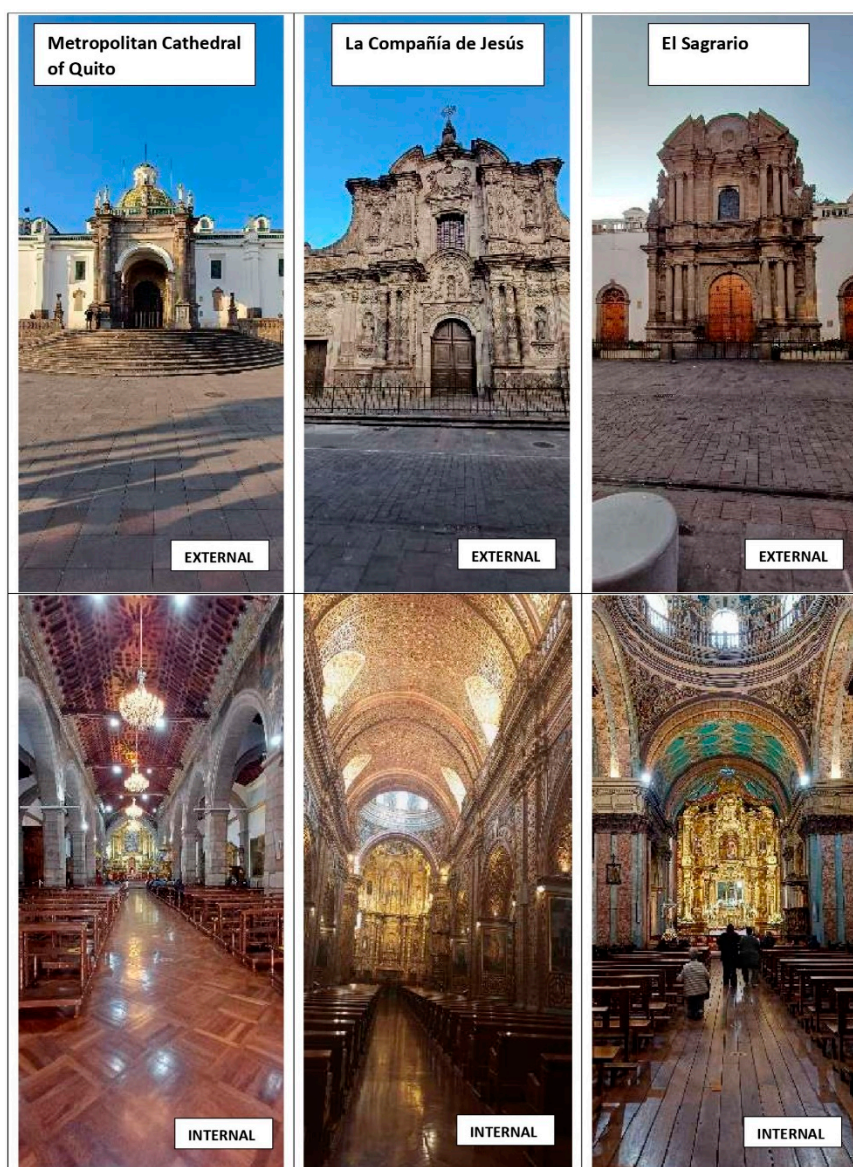 Metropolitan Cathedral
of Quito
La Compañía de Jesús
El Sagrario
EXTERNAL
EXTERNAL
EXTERNAL
INTERNAL
INTERNAL
INTERNAL